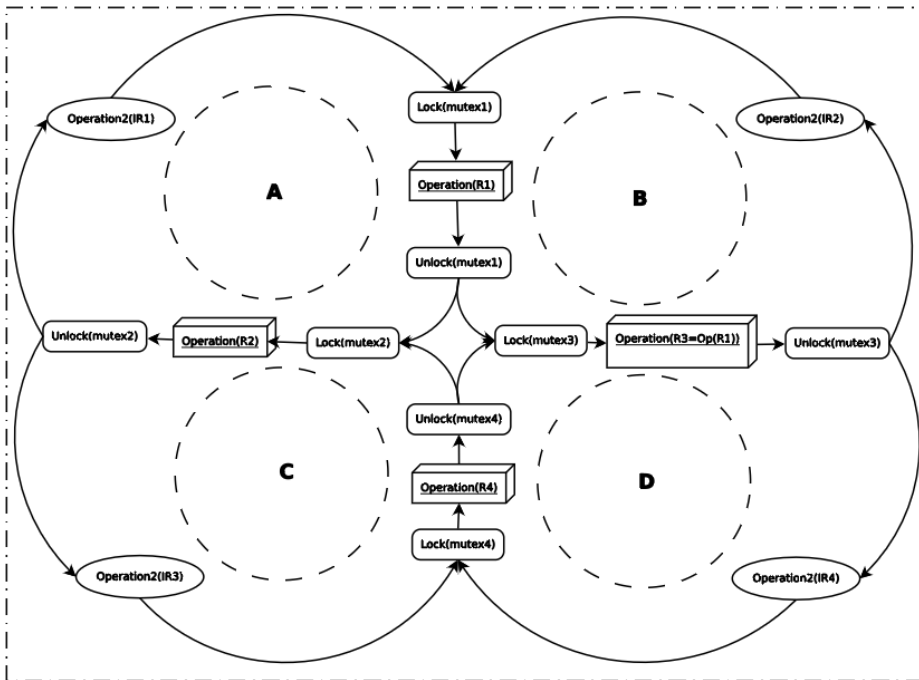 Lock(mutex1)
Operation2(IR1)
Operation2(IR2)
A
Operation(R1)
B
Unlock(mutex1)
Unlock(mutex2)
Operation(R2)
Lock(mutex2)
Lock(mutex3)
Operation(R3=Op(R1))
Unlock(mutex3)
Unlock(mutex4)
C
Operation(R4)
D
Lock(mutex4)
Operation2(IR3)
Operation2(IR4)